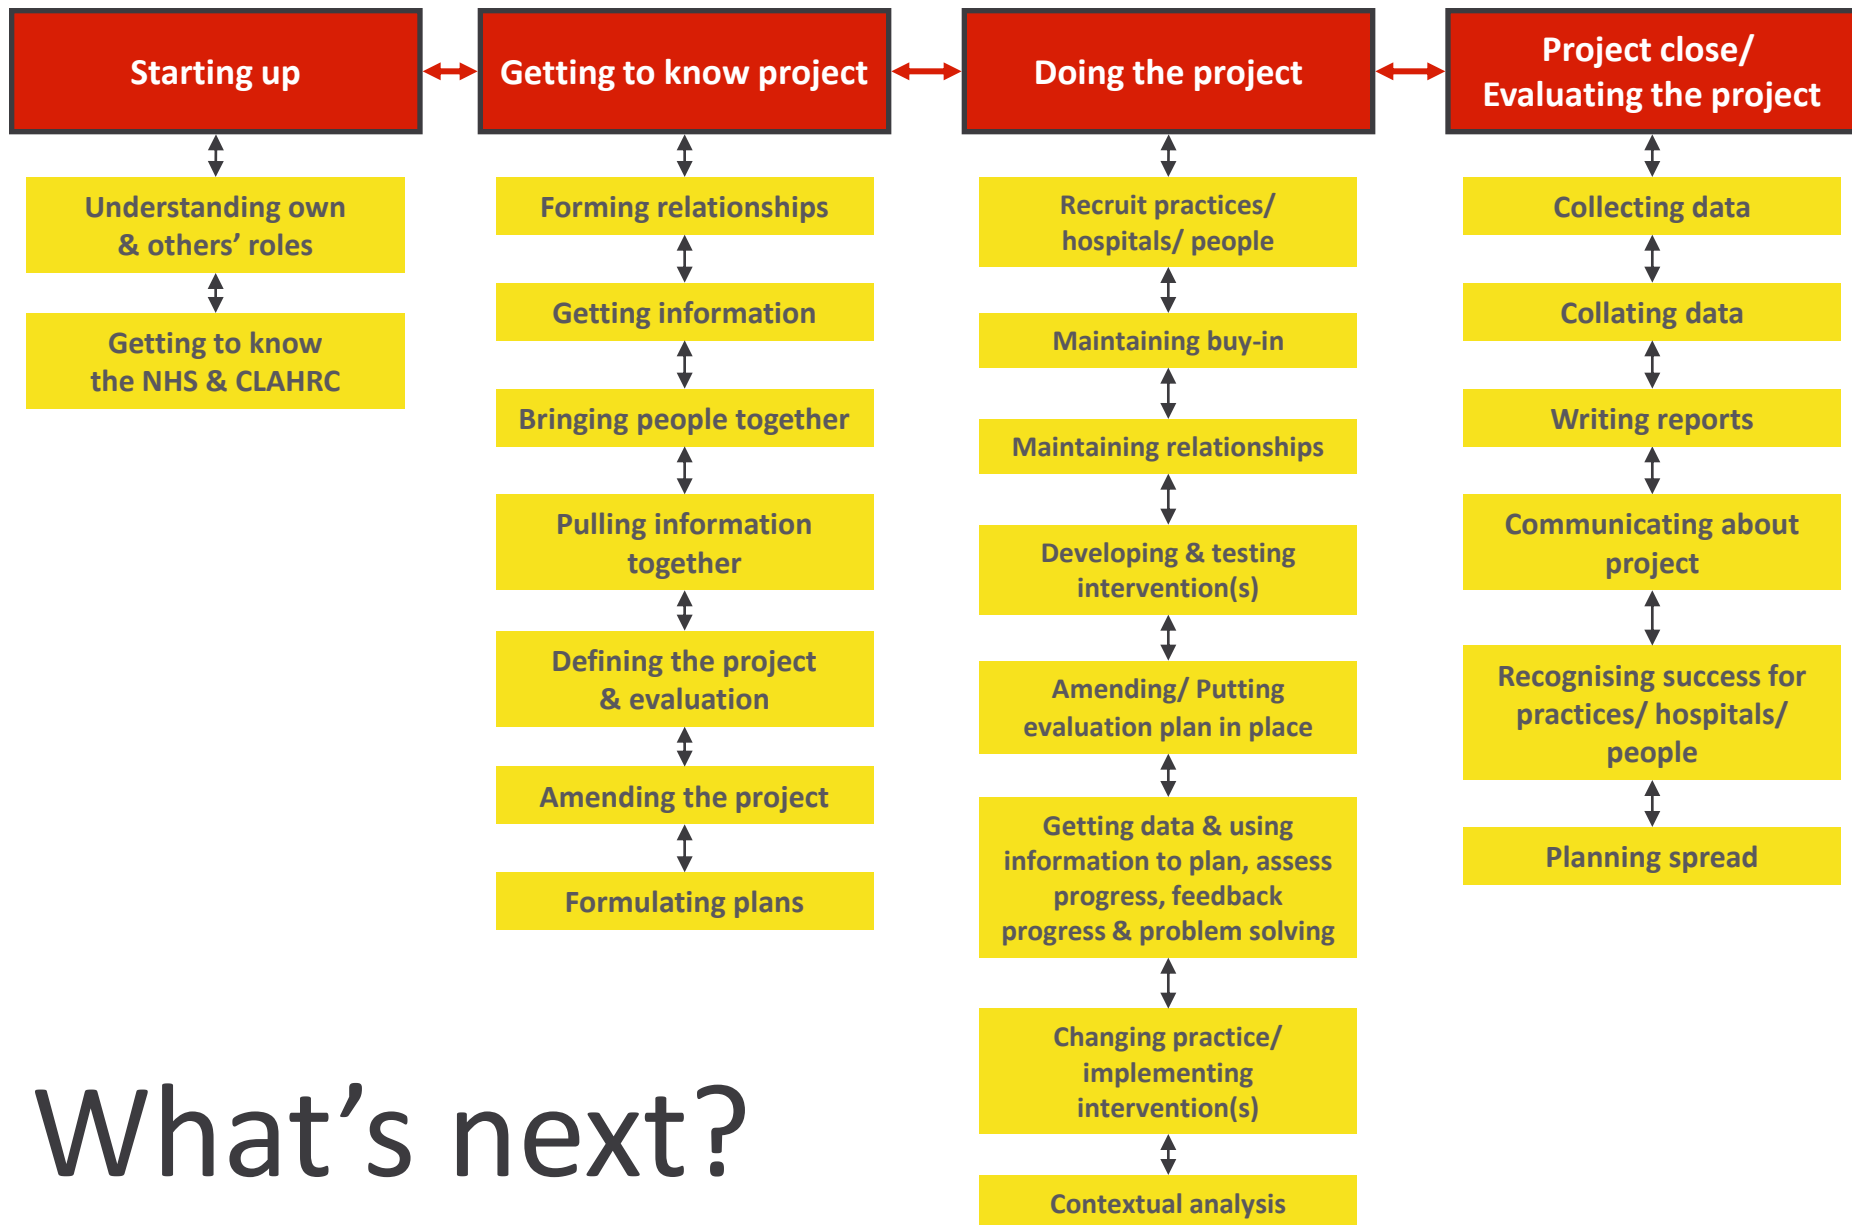 Starting up
Understanding own
& others’ roles
Getting to know
the NHS & CLAHRC
Getting to know project
Forming relationships
Getting information
Bringing people together
Pulling information
together
Defining the project
& evaluation
Amending the project
Formulating plans
Doing the project
Recruit practices/
hospitals/ people
Maintaining buy-in
Maintaining relationships
Developing & testing
intervention(s)
Amending/ Putting
evaluation plan in place
Getting data & using
information to plan, assess
progress, feedback
progress & problem solving
Changing practice/
implementing
intervention(s)
Contextual analysis
Project close/
Evaluating the project
Collecting data
Collating data
Writing reports
Communicating about
project
Recognising success for
practices/ hospitals/
people
Planning spread
What’s next?